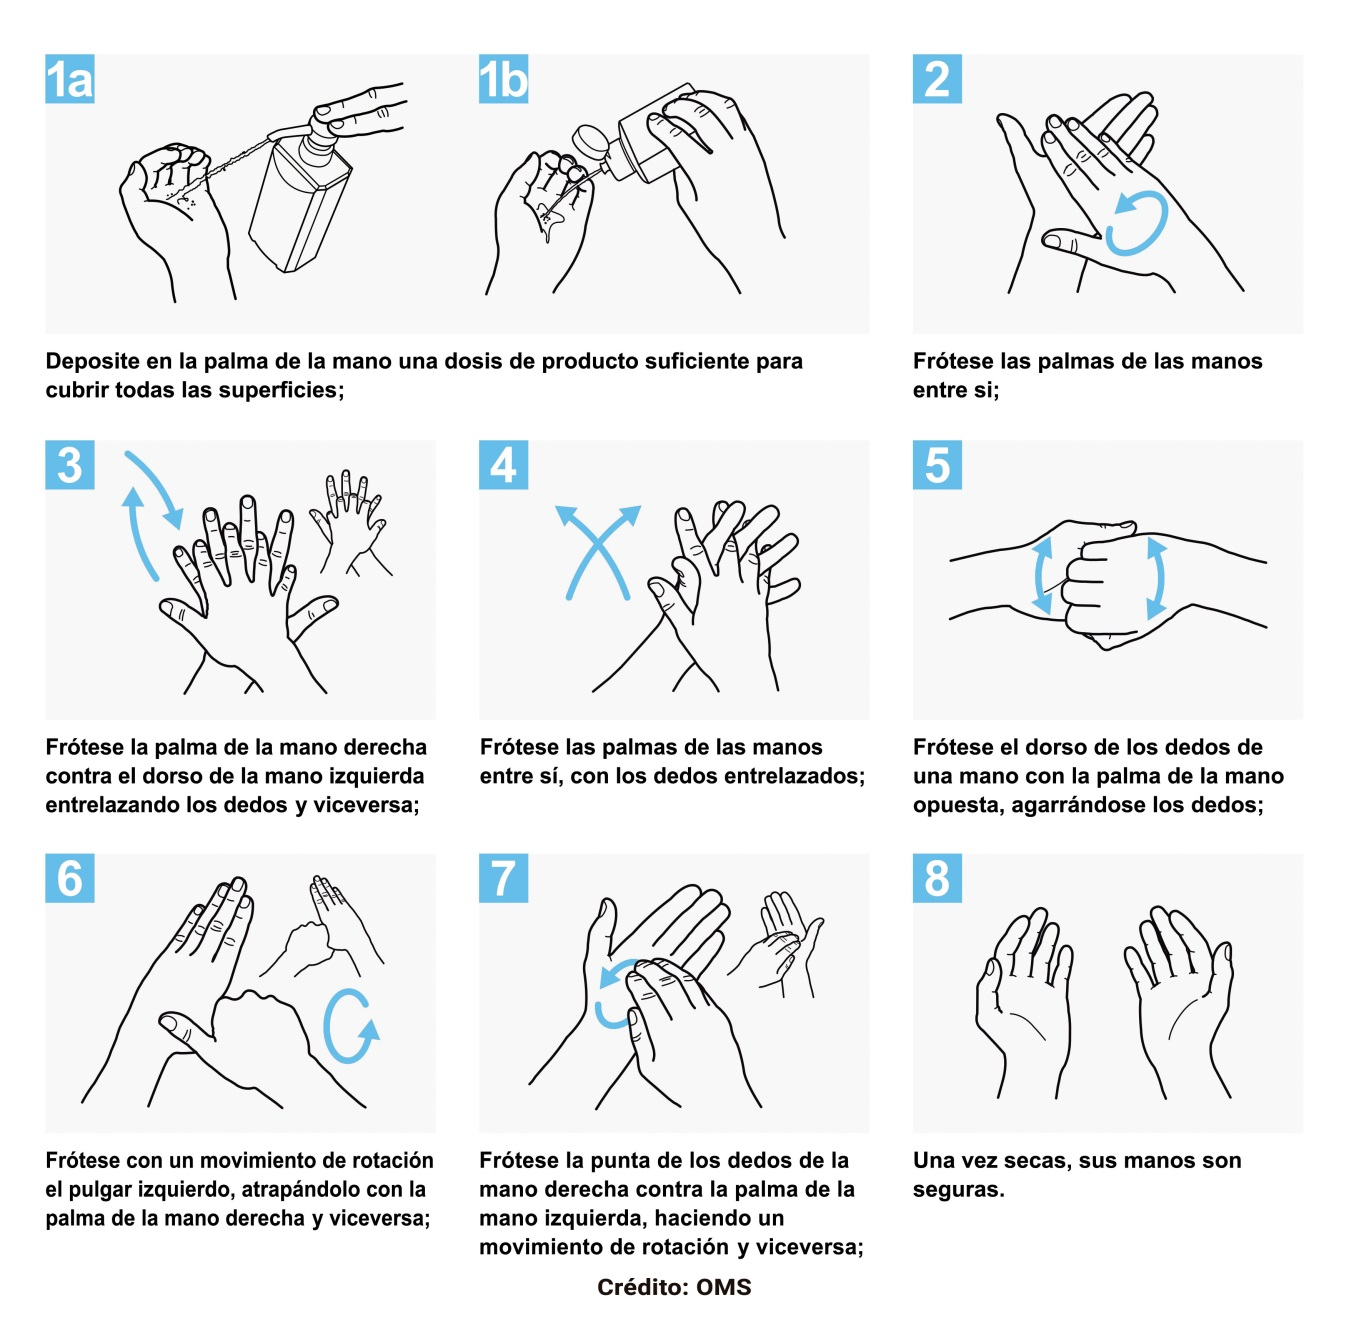 1a
1b
Deposite en la palma de la mano una dosis de producto suficiente para
cubrir todas las superficies;
2
Frótese las palmas de las manos
entre si;
3
Frótese la palma de la mano derecha
contra el dorso de la mano izquierda
entrelazando los dedos y viceversa;
4
Frótese las palmas de las manos
entre sí, con los dedos entrelazados;
5
Frótese el dorso de los dedos de
una mano con la palma de la mano
opuesta, agarrándose los dedos;
6
Frótese con un movimiento de rotación
el pulgar izquierdo, atrapándolo con la
palma de la mano derecha y viceversa;
7
Frótese la punta de los dedos de la
mano derecha contra la palma de la
mano izquierda, haciendo un
movimiento de rotación y viceversa;
8
Una vez secas, sus manos son
seguras.
Crédito: OMS